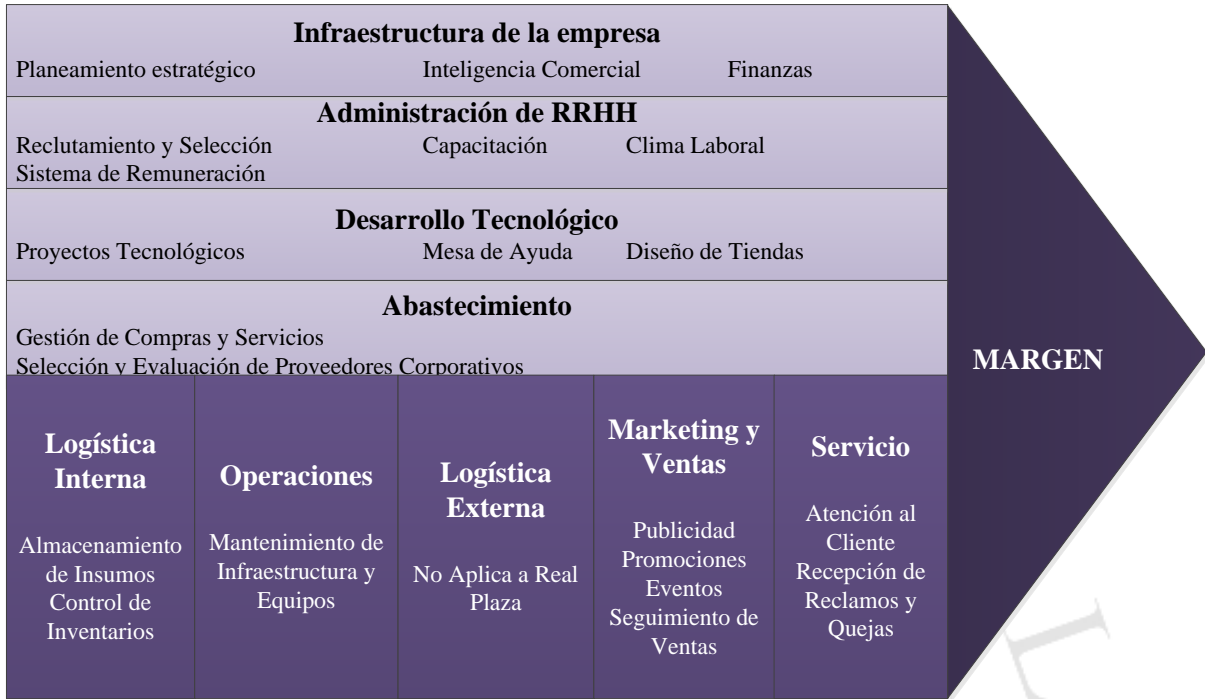 Infraestructura de la empresa
Planeamiento estratégico Inteligencia Comercial Finanzas
Administración de RRHH
Reclutamiento y Selección Capacitación Clima Laboral
Sistema de Remuneración
Desarrollo Tecnológico
Proyectos Tecnológicos Mesa de Ayuda Diseño de Tiendas
Abastecimiento
Gestión de Compras y Servicios
Selección y Evaluación de Proveedores Corporativos
Logística
Interna
Almacenamiento
de Insumos
Control de
Inventarios
Operaciones
Mantenimiento de
Infraestructura y
Equipos
Logística
Externa
No Aplica a Real
Plaza
Marketing y
Ventas
Publicidad
Promociones
Eventos
Seguimiento de
Ventas
Servicio
Atención al
Cliente
Recepción de
Reclamos y
Quejas
MARGEN
L